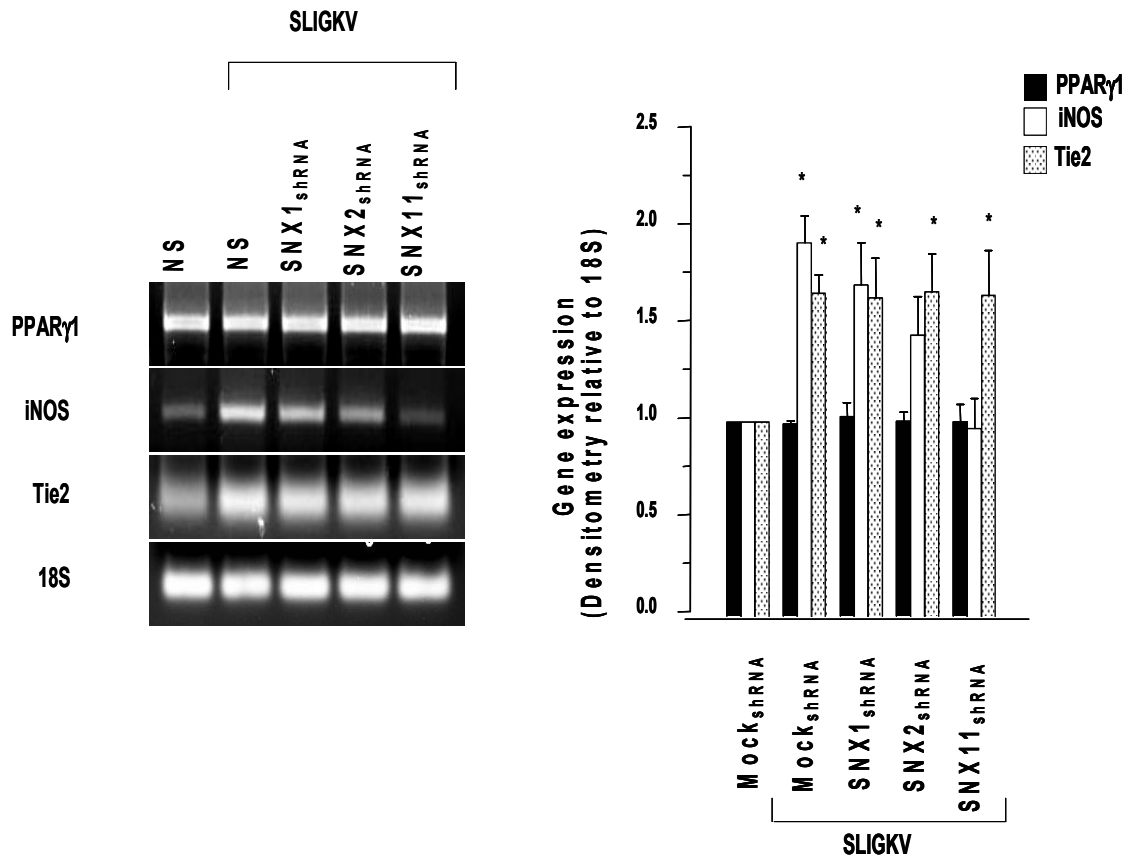 SLIGKV
NS
NS
SNX1shRNA
SNX2shRNA
SNX11shRNA
PPARγ1
iNOS
Tie2
18S
PPARγ1
iNOS
Tie2
Gene expression
(Densitometry relative to 18S)
2.5
2.0
1.5
1.0
0.5
0.0
*
*
*
*
*
*
MockshRNA
MockshRNA
SNX1shRNA
SNX2shRNA
SNX11shRNA
SLIGKV